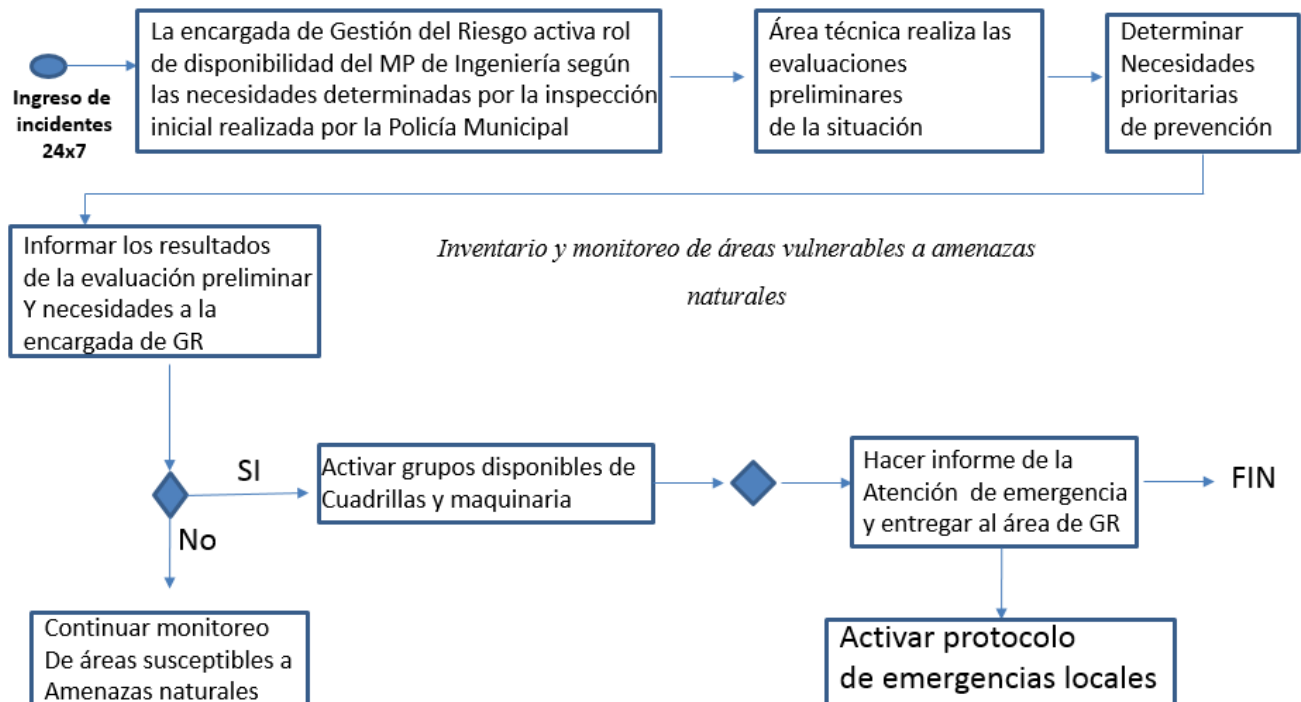 Ingreso de
incidentes
24x7
La encargada de Gestión del Riesgo activa rol
de disponibilidad del MP de Ingeniería según
las necesidades determinadas por la inspección
inicial realizada por la Policía Municipal
Área técnica realiza las
evaluaciones
preliminares
de la situación
Determinar
Necesidades
prioritarias
de prevención
Informar los resultados
de la evaluación preliminar
Y necesidades a la
encargada de GR
Inventario y monitoreo de áreas vulnerables a amenazas
naturales
SI
No
Activar grupos disponibles de
Cuadrillas y maquinaria
Hacer informe de la
Atención de emergencia
y entregar al área de GR
FIN
Continuar monitoreo
De áreas susceptibles a
Amenazas naturales
Activar protocolo
de emergencias locales